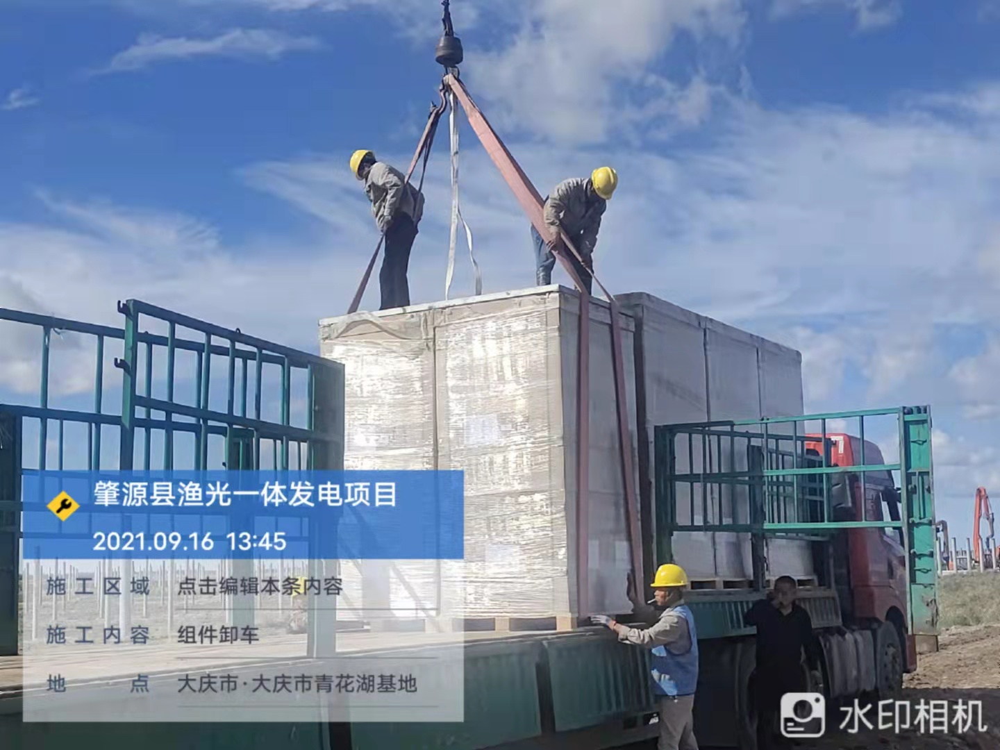 肇源县渔光一体发电项目
2021.09.16 13:45
施工区域 点击编辑本条内容
施工内容 组件卸车
地点 大庆市·大庆市青花湖基地
水印相机